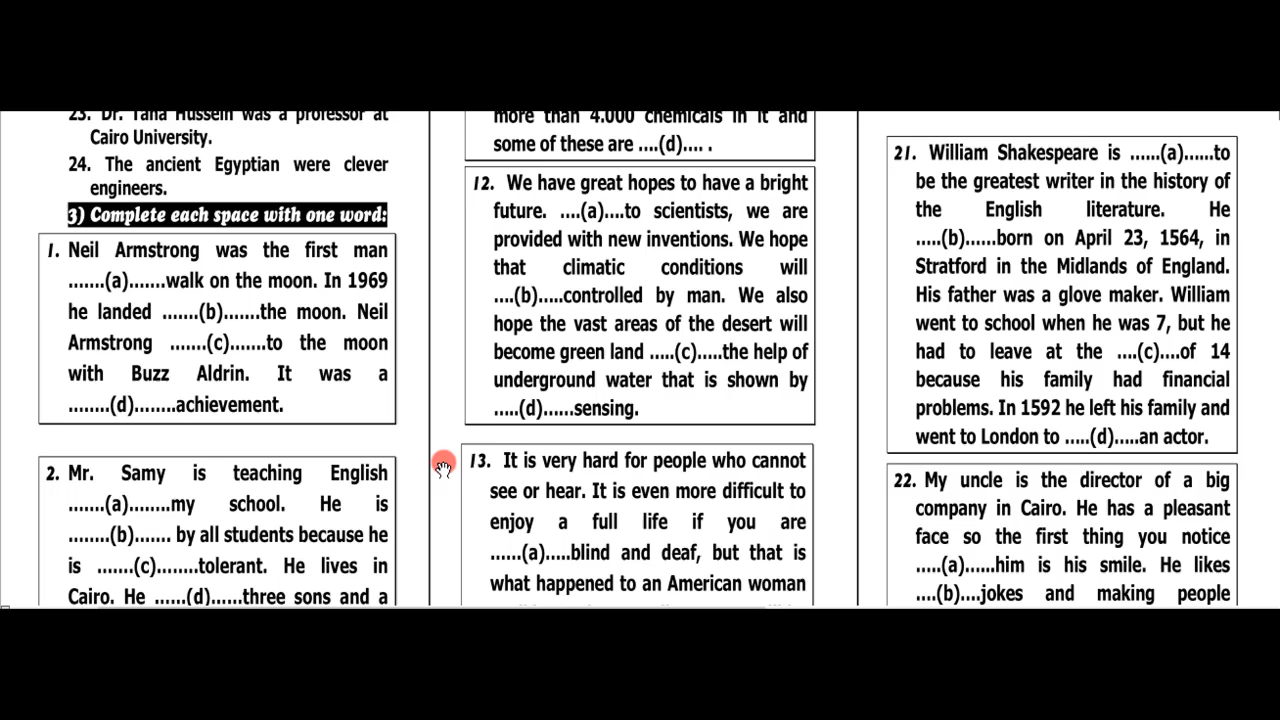 23. Dr. Taha Hussein was a professor at
Cairo University.
24. The ancient Egyptian were clever
engineers.
3) Complete each space with one word:
1. Neil Armstrong was the first man
.......(a).......walk on the moon. In 1969
he landed .......(b).......the moon. Neil
Armstrong .......(c).......to the moon
with Buzz Aldrin. It was a
........(d)........achievement.
2. Mr. Samy is teaching English
.......(a)........my school. He is
........(b)....... by all students because he
is .......(c)........tolerant. He lives in
Cairo. He ......(d)......three sons and a
more than 4.000 chemicals in it and
some of these are ....(d).... .
12. We have great hopes to have a bright
future. ....(a)....to scientists, we are
provided with new inventions. We hope
that climatic conditions will
....(b).....controlled by man. We also
hope the vast areas of the desert will
become green land .....(c).....the help of
underground water that is shown by
.....(d)......sensing.
13. It is very hard for people who cannot
see or hear. It is even more difficult to
enjoy a full life if you are
......(a).....blind and deaf, but that is
what happened to an American woman
21. William Shakespeare is ......(a)......to
be the greatest writer in the history of
the English literature. He
.....(b)......born on April 23, 1564, in
Stratford in the Midlands of England.
His father was a glove maker. William
went to school when he was 7, but he
had to leave at the ....(c)....of 14
because his family had financial
problems. In 1592 he left his family and
went to London to .....(d).....an actor.
22. My uncle is the director of a big
company in Cairo. He has a pleasant
face so the first thing you notice
.....(a)......him is his smile. He likes
....(b)....jokes and making people